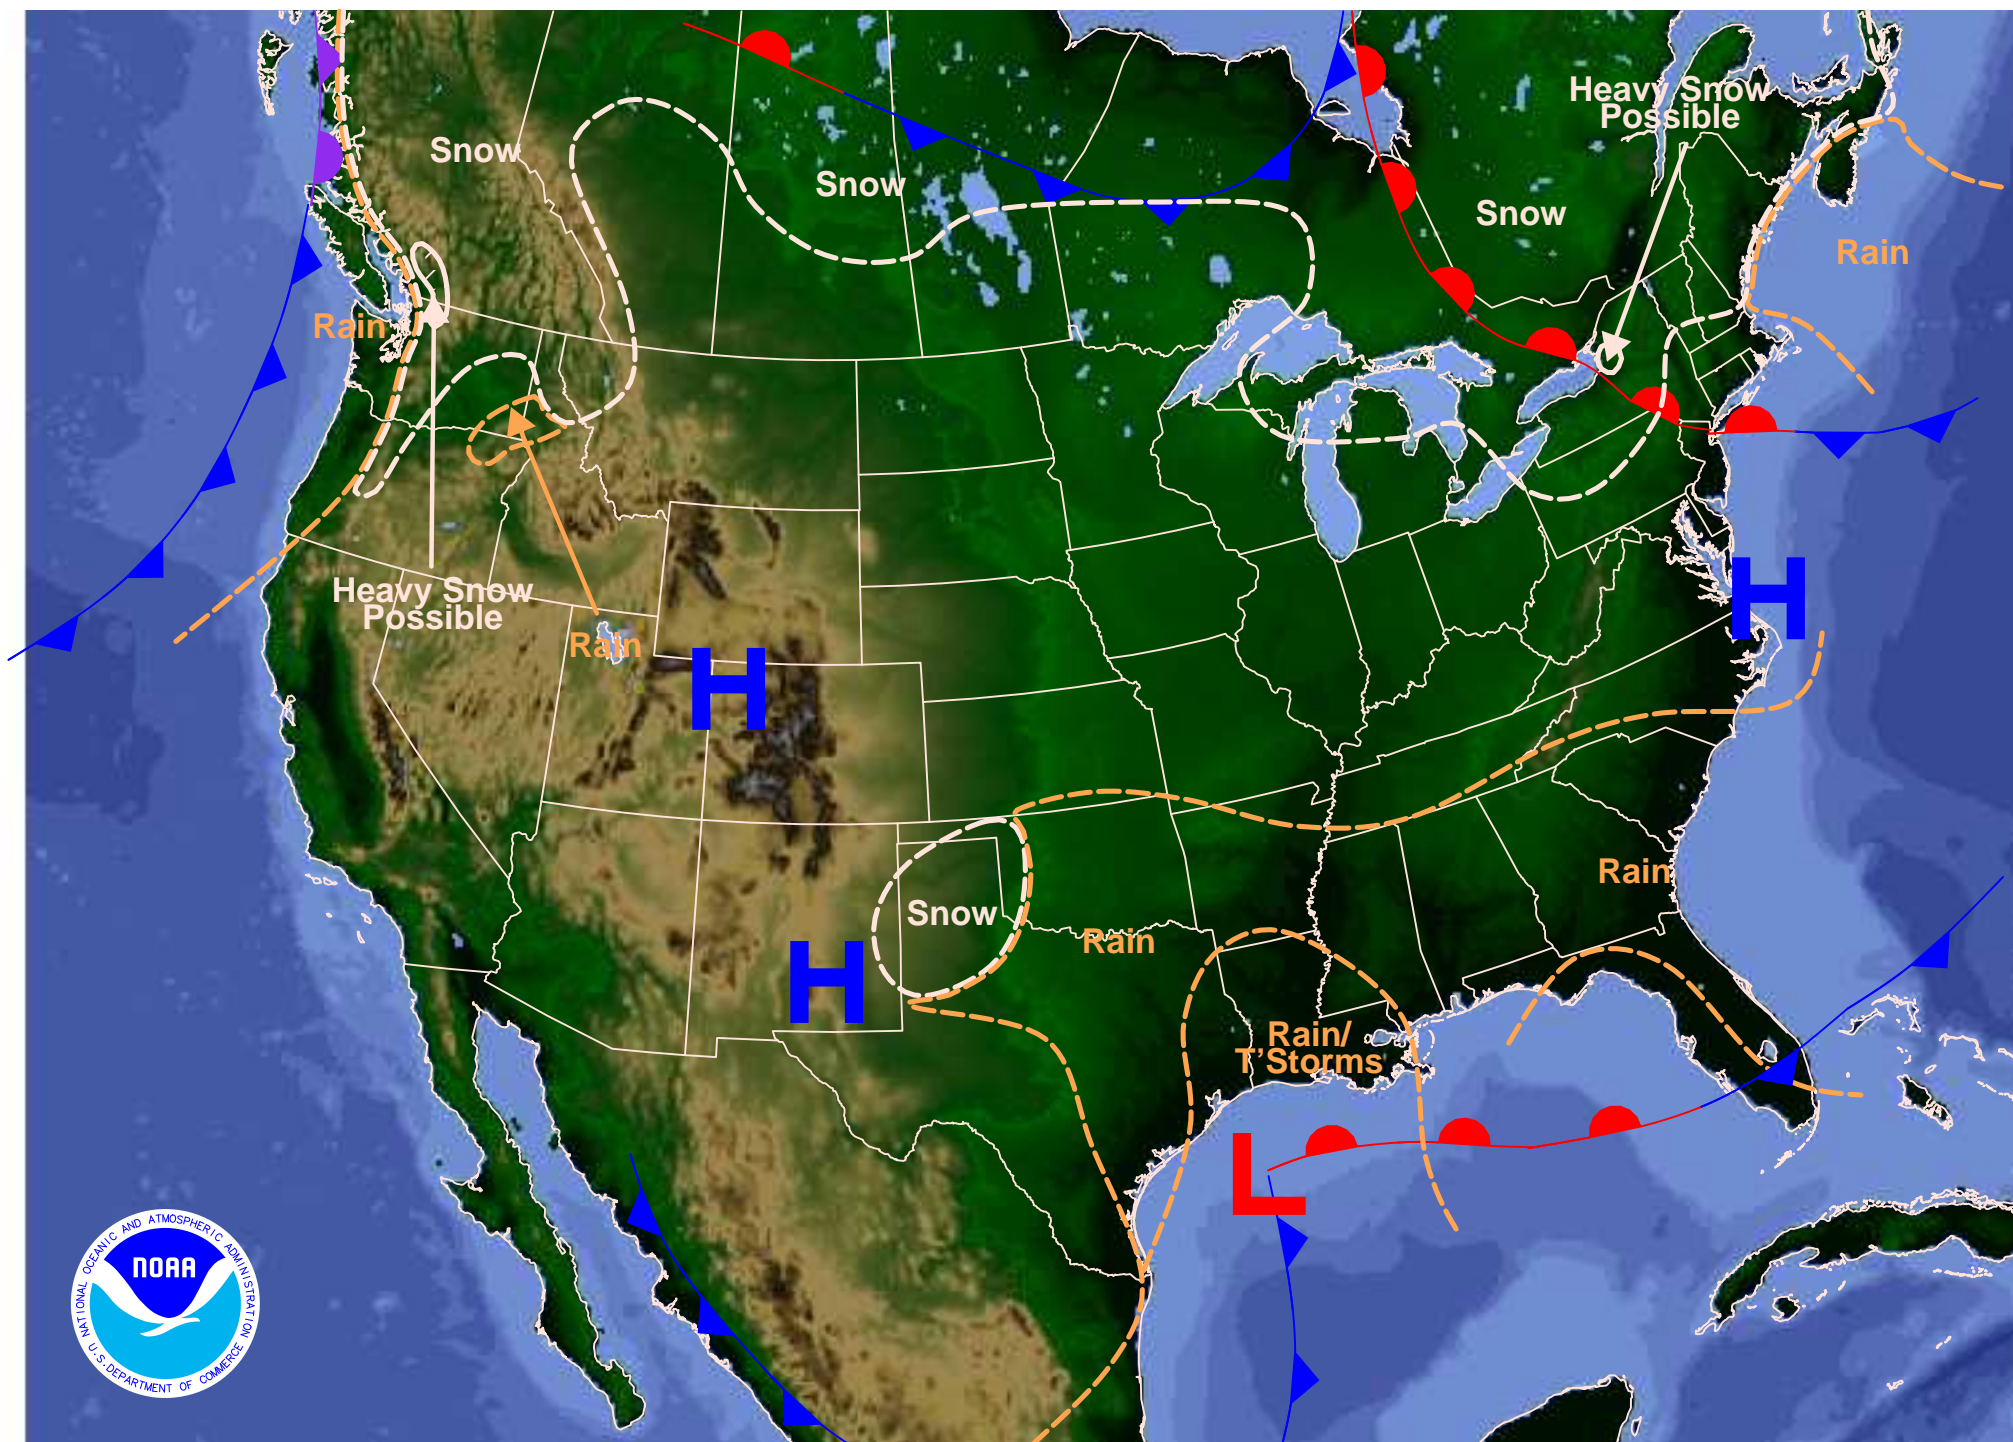 Heavy Snow
Possible
Snow
Snow
Snow
Rain
Rain
Heavy Snow
Possible
Rain
H
H
Rain
Snow
Rain
H
Rain/
T'Storms
L
NATIONAL OCEANIC AND ATMOSPHERIC ADMINISTRATION
NOAA
U.S. DEPARTMENT OF COMMERCE